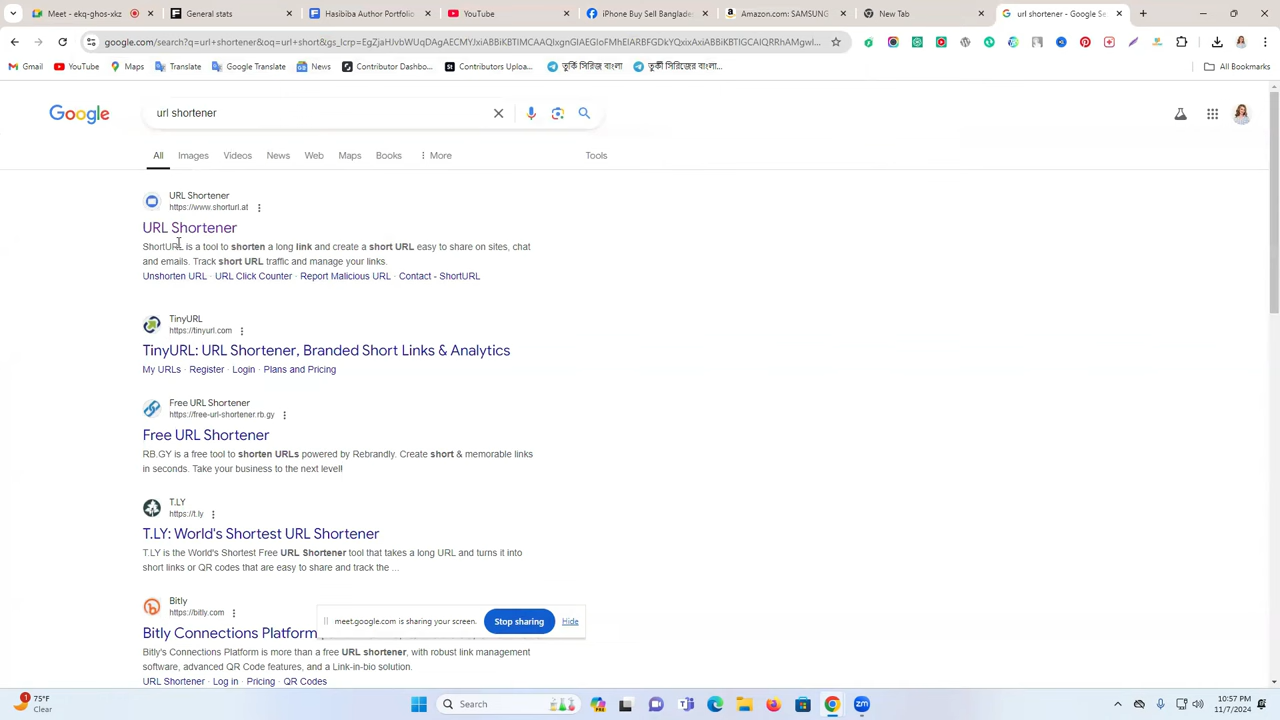 Meet - ekq-ghos-xkz
General stats
Hasibiba Short Portfolio
YouTube
iPhone Buy Sell Banglades
Amazon.com: SAMSUNG
New Tab
url shortener - Google Se
Gmail
YouTube
Maps
Translate
Google Translate
News
Contributor Dashbo...
Contributors Uploa...
তুর্কি সিরিজ বাংলা
তুর্কী সিরিজের বাংলা...
All Bookmarks
Google
url shortener
All Images Videos News Web Maps Books More Tools
URL Shortener
https://www.shorturl.at
URL Shortener
ShortURL is a tool to shorten a long link and create a short URL easy to share on sites, chat
and emails. Track short URL traffic and manage your links.
Unshorten URL · URL Click Counter · Report Malicious URL · Contact - ShortURL
TinyURL
https://tinyurl.com
TinyURL: URL Shortener, Branded Short Links & Analytics
My URLs · Register · Login · Plans and Pricing
Free URL Shortener
https://free-url-shortener.rb.gy
Free URL Shortener
RB.GY is a free tool to shorten URLs powered by Rebrandly. Create short & memorable links
in seconds. Take your business to the next level!
T.LY
https://t.ly
T.LY: World's Shortest URL Shortener
T.LY is the World's Shortest Free URL Shortener tool that takes a long URL and turns it into
short links or QR codes that are easy to share and track the ...
Bitly
https://bitly.com
meet.google.com is sharing your screen. Stop sharing Hide
Bitly Connections Platform
Bitly's Connections Platform is more than a free URL shortener, with robust link management
software, advanced QR Code features, and a Link-in-bio solution.
URL Shortener · Log in · Pricing · QR Codes
1
75°F
Clear
Search
10:57 PM
11/7/2024